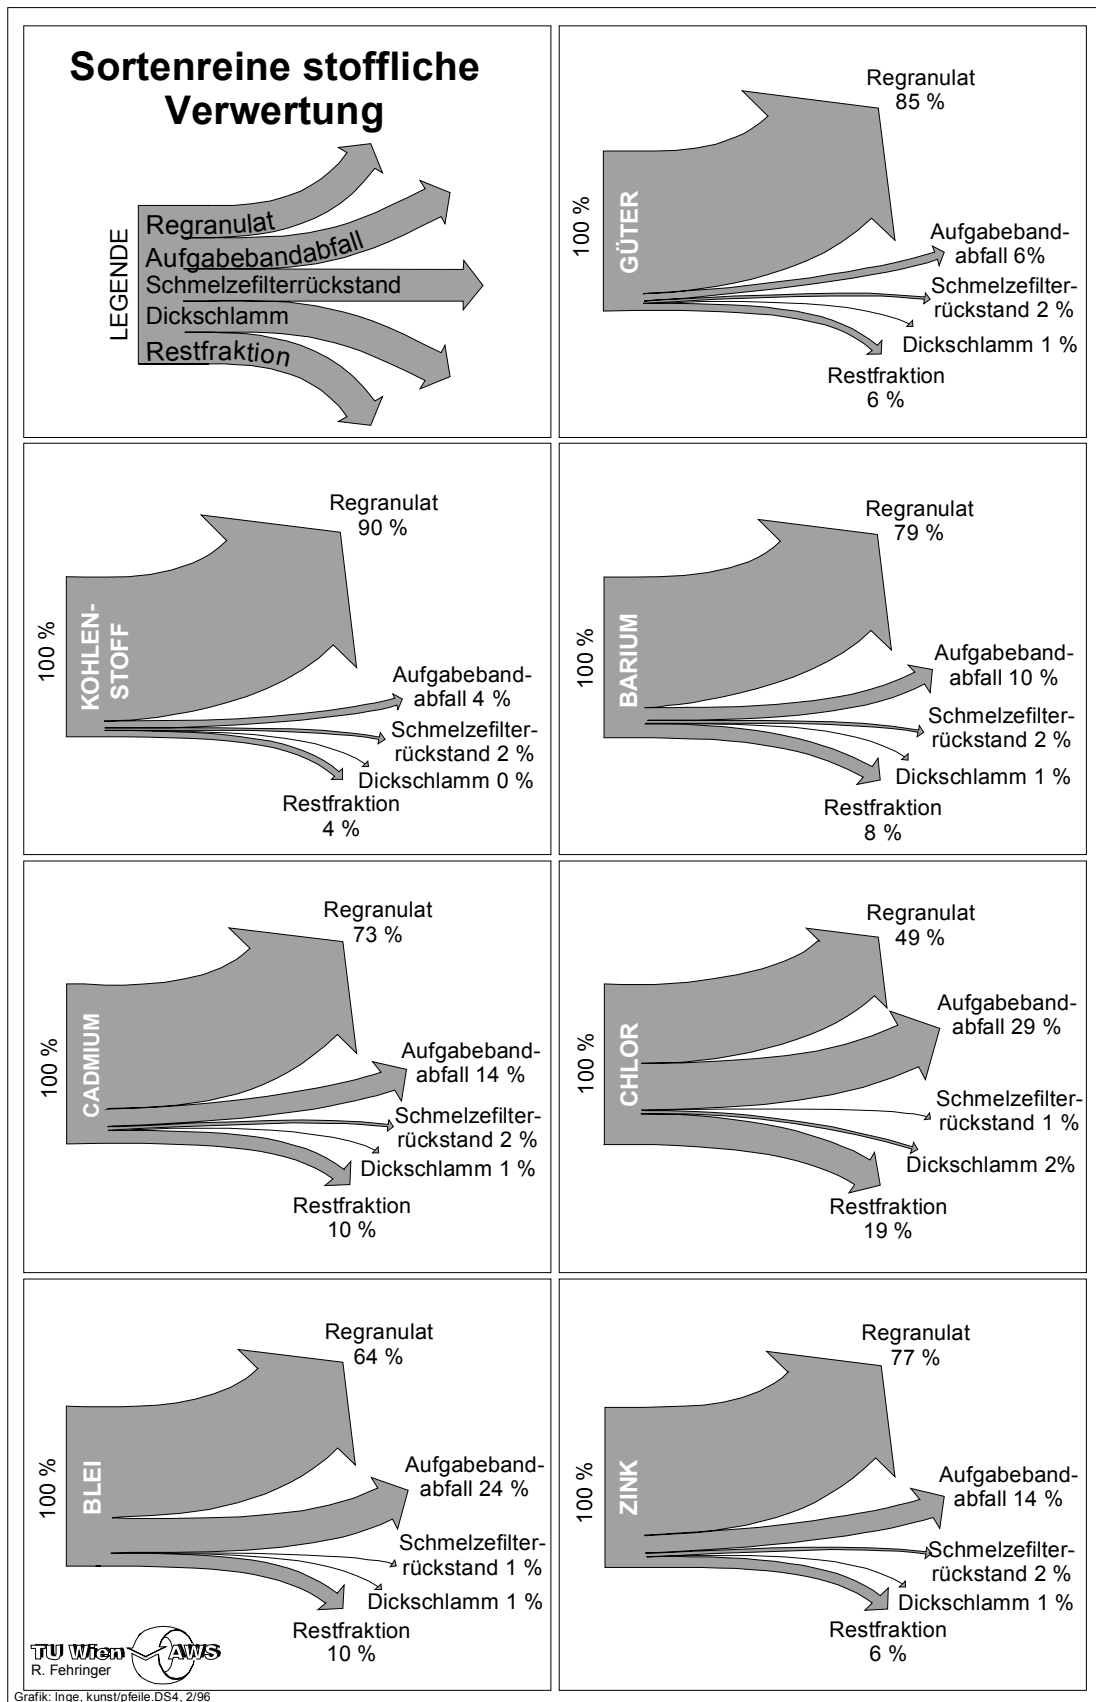 Sortenreine stoffliche
Verwertung
LEGENDE
Regranulat
Aufgabebandabfall
Schmelzefilterrückstand
Dickschlamm
Restfraktion
100 %
GÜTER
Regranulat
85 %
Aufgabeband-
abfall 6%
Schmelzefilter-
rückstand 2 %
Dickschlamm 1 %
Restfraktion
6 %
100 %
KOHLEN-
STOFF
Regranulat
90 %
Aufgabeband-
abfall 4 %
Schmelzefilter-
rückstand 2 %
Dickschlamm 0 %
Restfraktion
4 %
100 %
BARIUM
Regranulat
79 %
Aufgabeband-
abfall 10 %
Schmelzefilter-
rückstand 2 %
Dickschlamm 1 %
Restfraktion
8 %
100 %
CADMIUM
Regranulat
73 %
Aufgabeband-
abfall 14 %
Schmelzefilter-
rückstand 2 %
Dickschlamm 1 %
Restfraktion
10 %
100 %
CHLOR
Regranulat
49 %
Aufgabeband-
abfall 29 %
Schmelzefilter-
rückstand 1 %
Dickschlamm 2%
Restfraktion
19 %
100 %
BLEI
Regranulat
64 %
Aufgabeband-
abfall 24 %
Schmelzefilter-
rückstand 1 %
Dickschlamm 1 %
Restfraktion
10 %
100 %
ZINK
Regranulat
77 %
Aufgabeband-
abfall 14 %
Schmelzefilter-
rückstand 2 %
Dickschlamm 1 %
Restfraktion
6 %
TU Wien AWS
R. Fehringer
Grafik: Inge, kunst/pfeile.DS4, 2/96